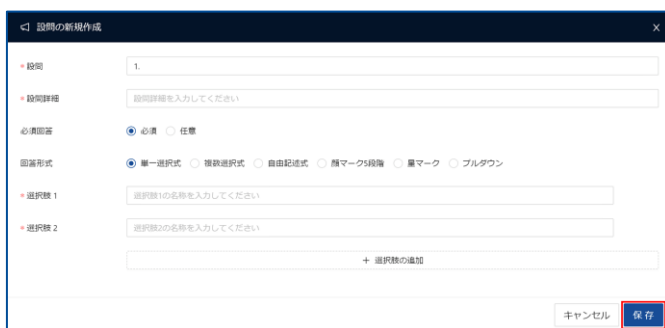 設問の新規作成 ×
* 設問 1.
* 設問詳細 設問詳細を入力してください
必須回答 必須 任意
回答形式 単一選択式 複数選択式 自由記述式 顔マーク5段階 星マーク プルダウン
* 選択肢 1 選択肢1の名称を入力してください
* 選択肢 2 選択肢2の名称を入力してください
+ 選択肢の追加
キャンセル 保存